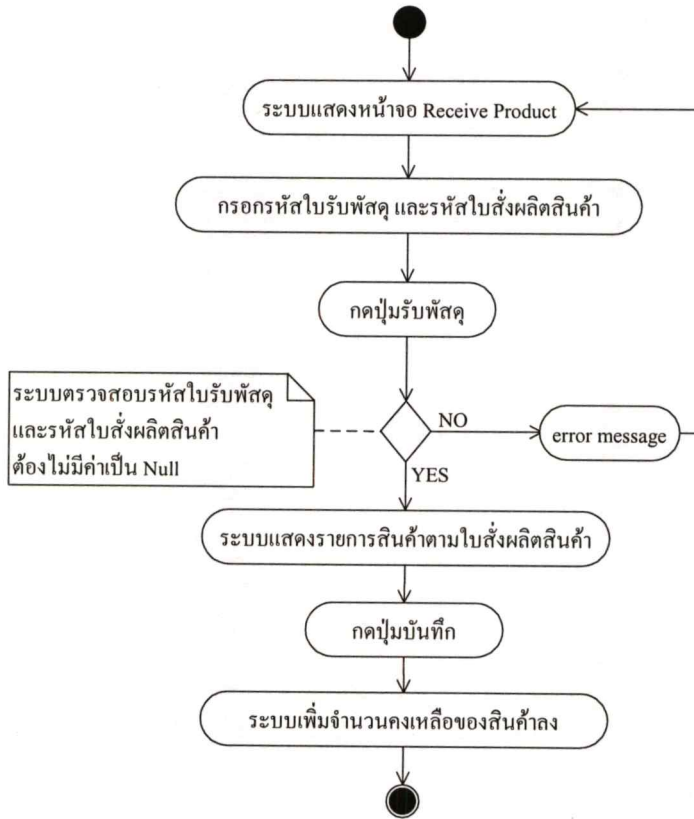 ระบบแสดงหน้าจอ Receive Product
กรอกรหัสใบรับพัสดุ และรหัสใบสั่งผลิตสินค้า
กดปุ่มรับพัสดุ
ระบบตรวจสอบรหัสใบรับพัสดุ
และรหัสใบสั่งผลิตสินค้า
ต้องไม่มีค่าเป็น Null
NO
error message
YES
ระบบแสดงรายการสินค้าตามใบสั่งผลิตสินค้า
กดปุ่มบันทึก
ระบบเพิ่มจำนวนคงเหลือของสินค้าลง